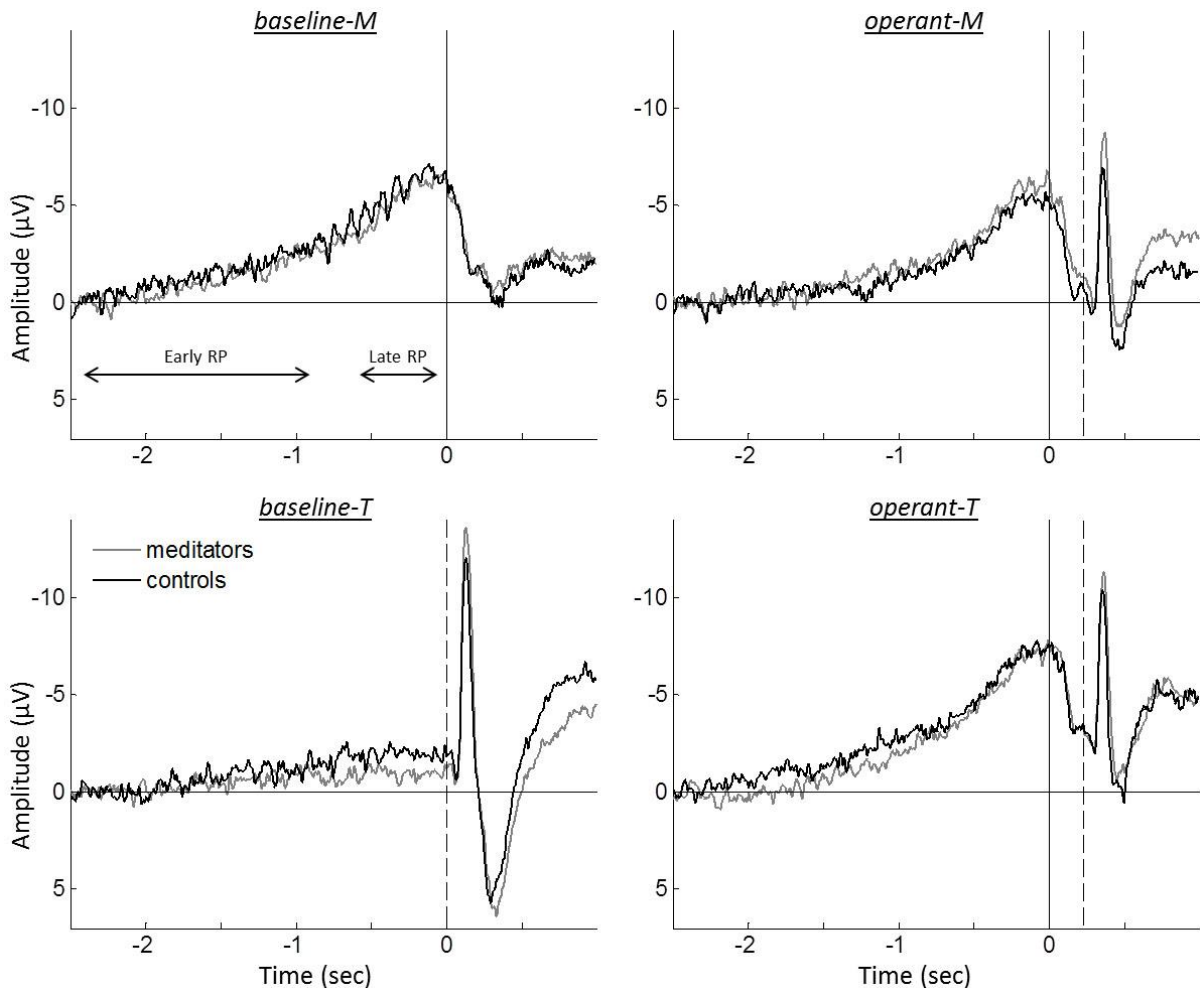 baseline-M
operant-M
Amplitude (µV)
-10
-5
0
5
Early RP
Late RP
-2
-1
0
-10
-5
0
5
-2
-1
0
baseline-T
operant-T
meditators
controls
Amplitude (µV)
-10
-5
0
5
-2
-1
0
Time (sec)
-10
-5
0
5
-2
-1
0
Time (sec)